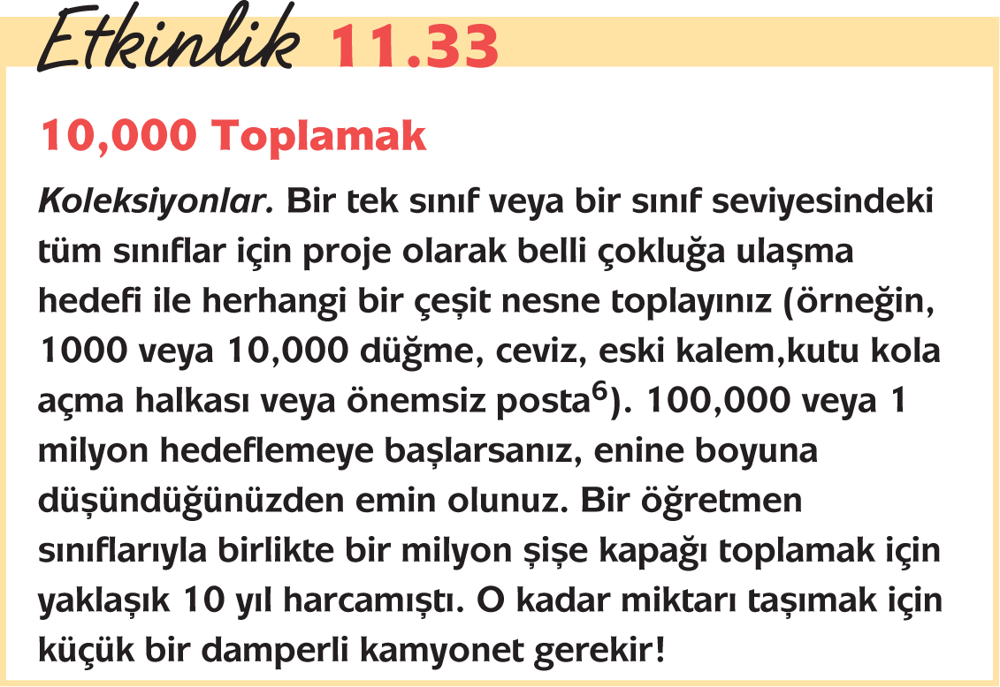 Etkinlik 11.33
10,000 Toplamak
Koleksiyonlar. Bir tek sınıf veya bir sınıf seviyesindeki
tüm sınıflar için proje olarak belli çokluğa ulaşma
hedefi ile herhangi bir çeşit nesne toplayınız (örneğin,
1000 veya 10,000 düğme, ceviz, eski kalem,kutu kola
açma halkası veya önemsiz posta⁶). 100,000 veya 1
milyon hedeflemeye başlarsanız, enine boyuna
düşündüğünüzden emin olunuz. Bir öğretmen
sınıflarıyla birlikte bir milyon şişe kapağı toplamak için
yaklaşık 10 yıl harcamıştı. O kadar miktarı taşımak için
küçük bir damperli kamyonet gerekir!